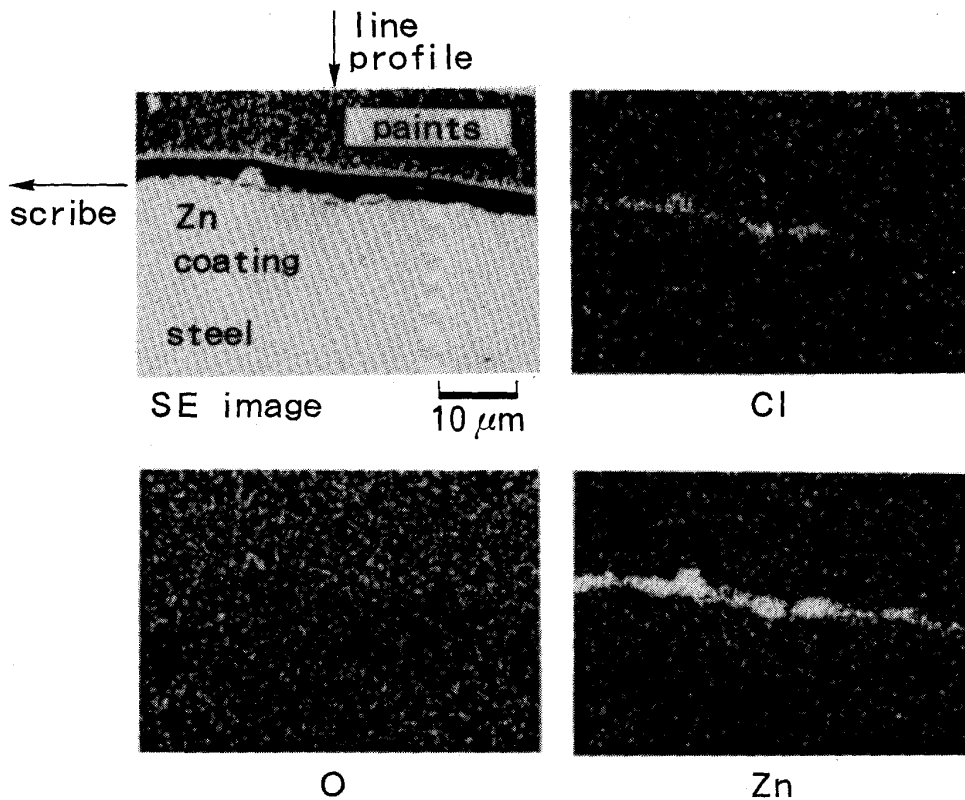 line
profile
paints
scribe
Zn
coating
steel
SE image
10 μm
Cl
O
Zn